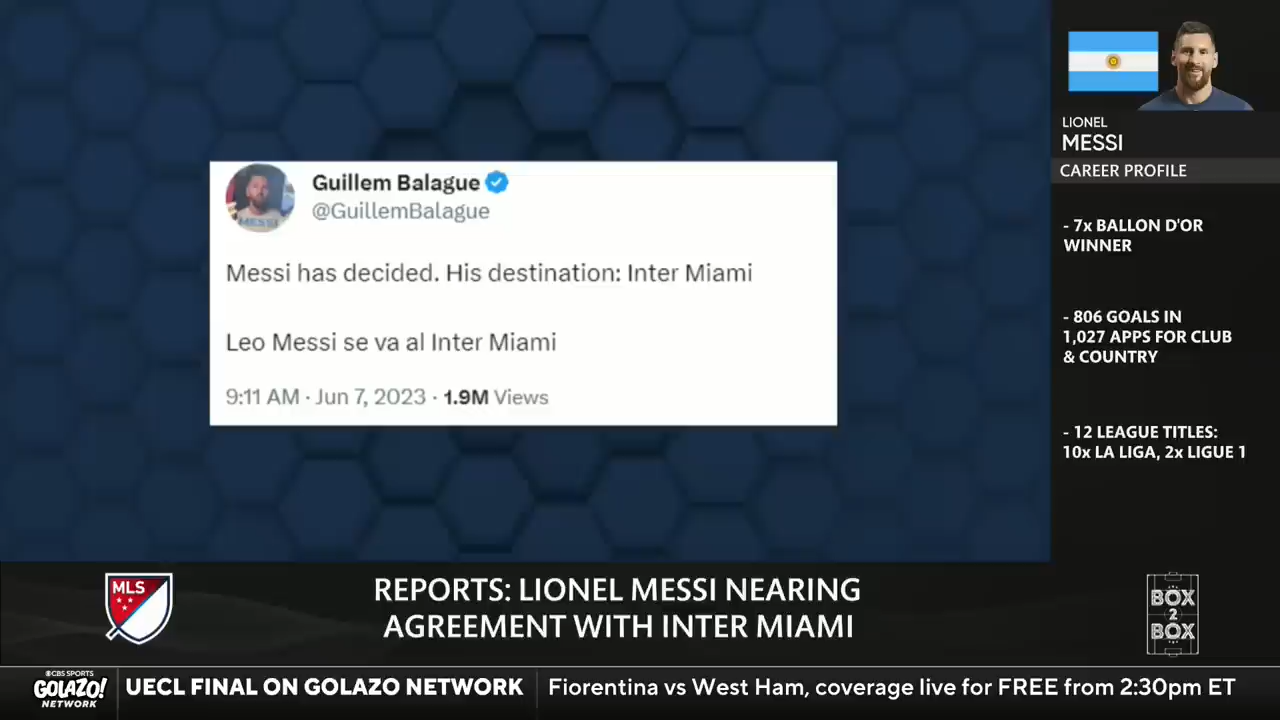 LIONEL
MESSI
CAREER PROFILE
- 7x BALLON D'OR
WINNER
- 806 GOALS IN
1,027 APPS FOR CLUB
& COUNTRY
- 12 LEAGUE TITLES:
10x LA LIGA, 2x LIGUE 1
Guillem Balague
@GuillemBalague
MESSI
Messi has decided. His destination: Inter Miami
Leo Messi se va al Inter Miami
9:11 AM · Jun 7, 2023 · 1.9M Views
MLS
REPORTS: LIONEL MESSI NEARING
AGREEMENT WITH INTER MIAMI
BOX
2
BOX
CBS SPORTS
GOLAZO!
NETWORK
UECL FINAL ON GOLAZO NETWORK
Fiorentina vs West Ham, coverage live for FREE from 2:30pm ET